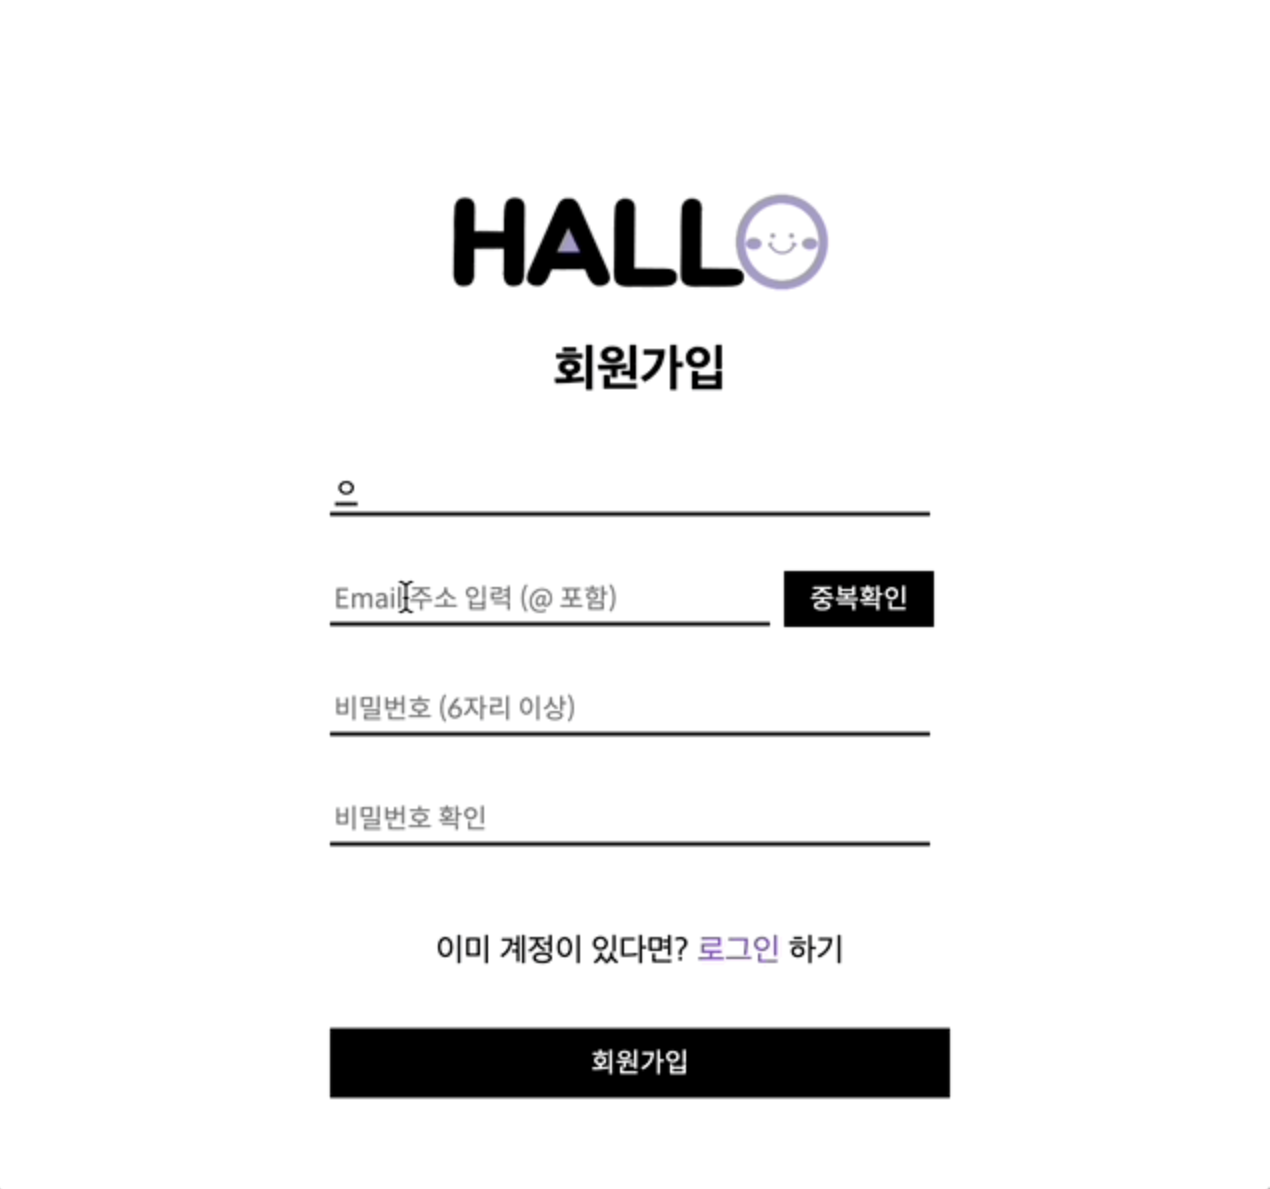 HALLO
회원가입
으
Email 주소 입력 (@ 포함)
중복확인
비밀번호 (6자리 이상)
비밀번호 확인
이미 계정이 있다면? 로그인 하기
회원가입